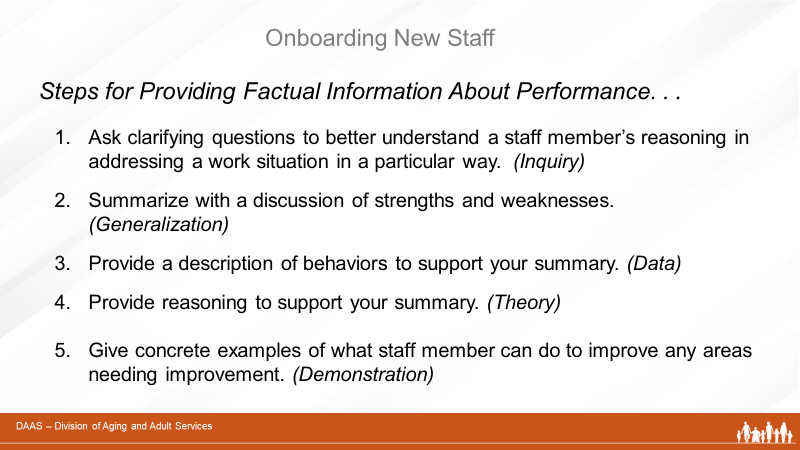 Onboarding New Staff
Steps for Providing Factual Information About Performance. . .
1. Ask clarifying questions to better understand a staff member’s reasoning in
addressing a work situation in a particular way. (Inquiry)
2. Summarize with a discussion of strengths and weaknesses.
(Generalization)
3. Provide a description of behaviors to support your summary. (Data)
4. Provide reasoning to support your summary. (Theory)
5. Give concrete examples of what staff member can do to improve any areas
needing improvement. (Demonstration)
DAAS – Division of Aging and Adult Services